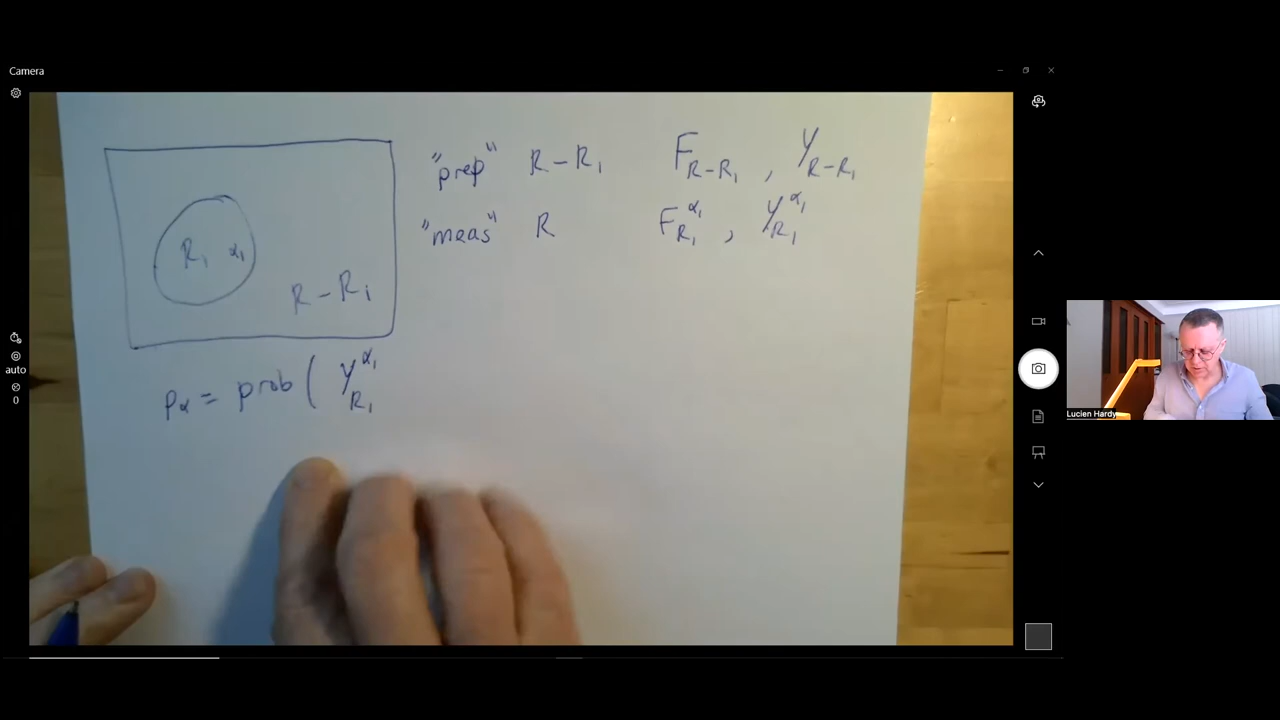 Camera
"prep" R - R₁ F_{R-R₁} , Y_{R-R₁}
"meas" R F_{R₁}^{α₁} , Y_{R₁}^{α₁}
R₁ α₁
R - R₁
p_α = prob ( Y_{R₁}^{α₁}
auto
0
Lucien Hardy